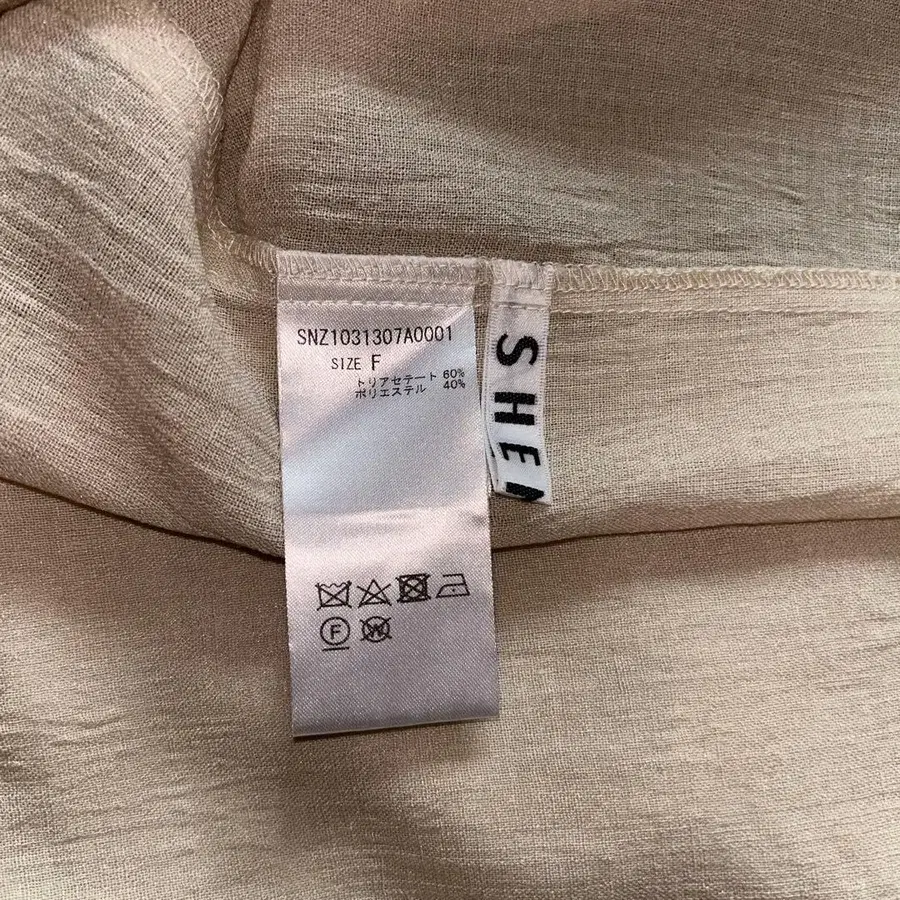 SNZ1031307A0001
SIZE F
トリアセテート 60%
ポリエステル 40%
F
W
SHE